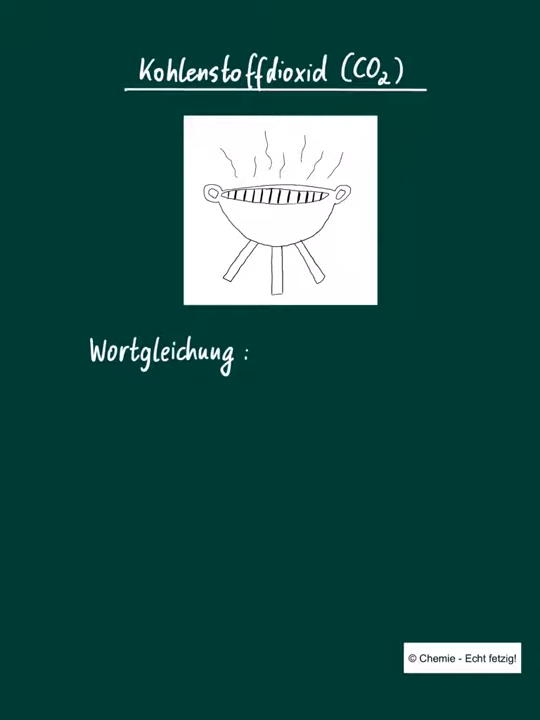 Kohlenstoffdioxid (CO₂)
Wortgleichung :
© Chemie - Echt fetzig!